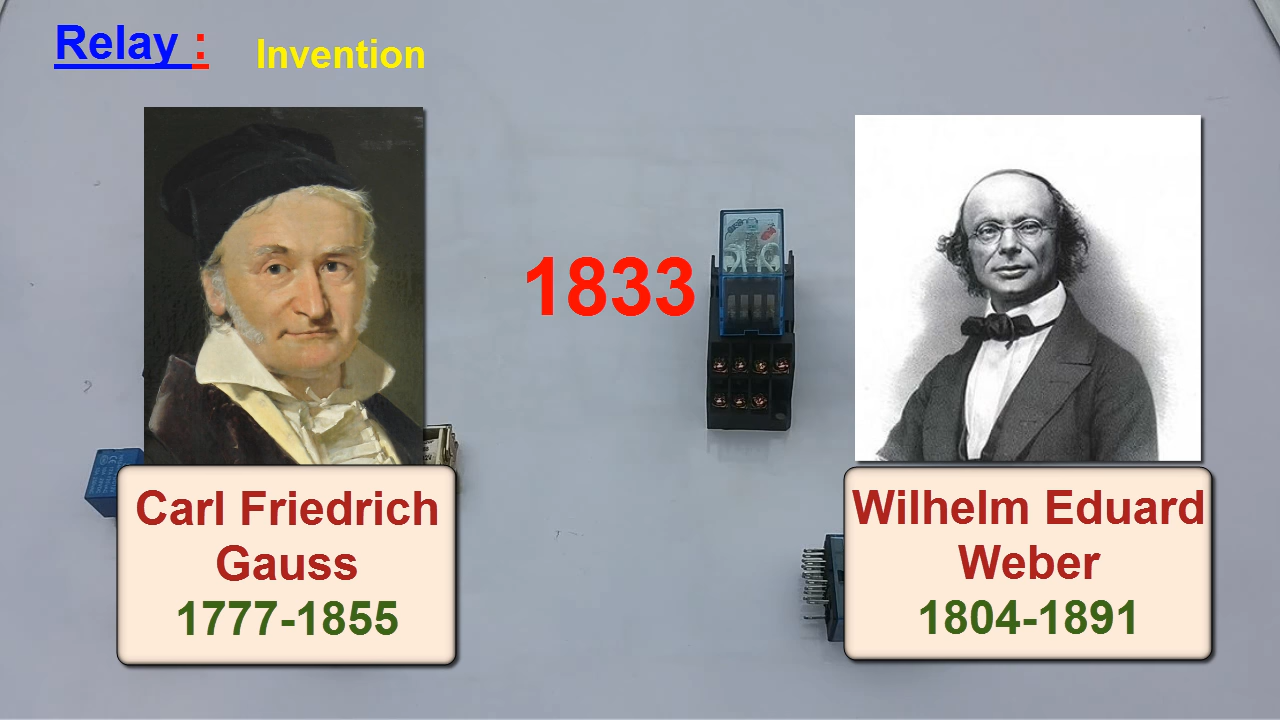 Relay :
Invention
1833
Carl Friedrich
Gauss
1777-1855
Wilhelm Eduard
Weber
1804-1891